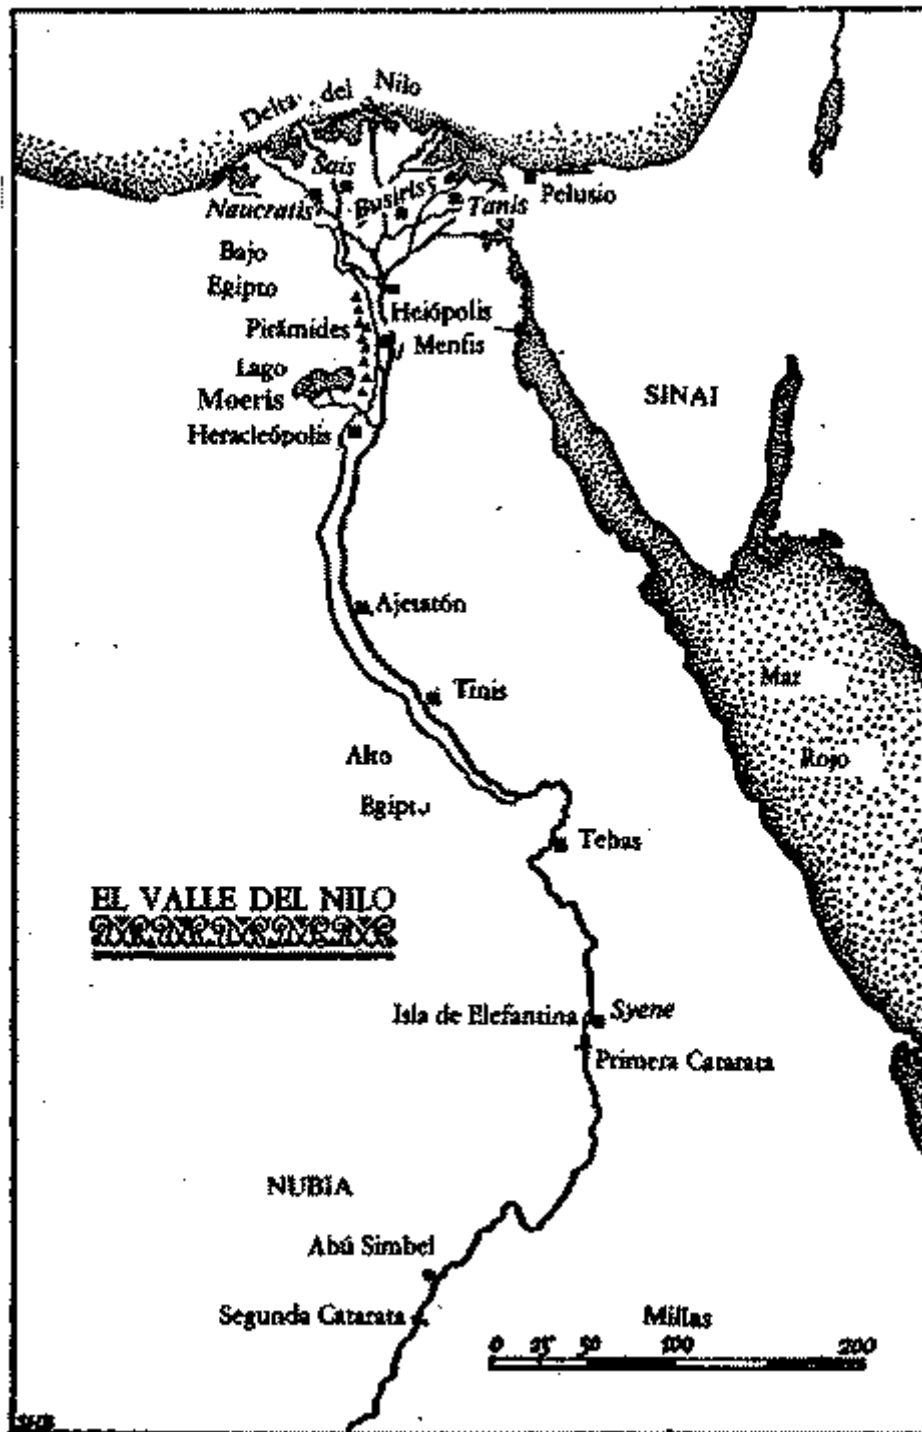 Delta del Nilo
Sais
Naucratis
Busiris
Tanis
Pelusio
Bajo
Egipto
Heiópolis
Pirámides
Menfis
Lago
Moeris
SINAI
Heracleópolis
Ajetatón
Tinis
Mar
Rojo
Alto
Egipto
Tebas
EL VALLE DEL NILO
Isla de Elefantina
Syene
Primera Catarata
NUBIA
Abú Simbel
Segunda Catarata
Millas
0 25 50 100 200